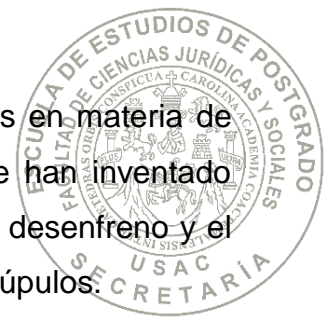 ESCUELA DE ESTUDIOS DE POSTGRADO
FACULTAD DE CIENCIAS JURÍDICAS Y SOCIALES
SECRETARÍA
USAC
s en materia de
e han inventado
desenfreno y el
úpulos.